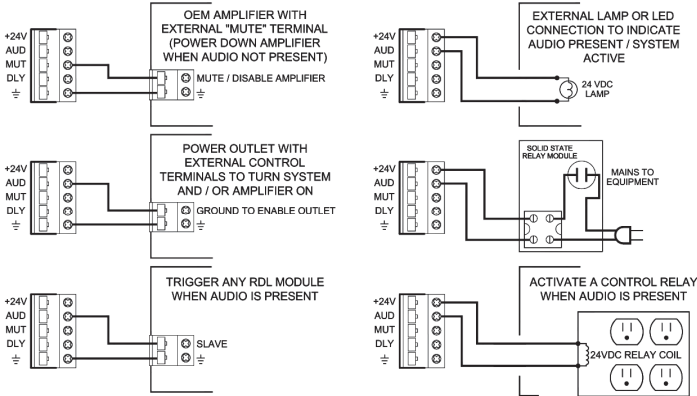 OEM AMPLIFIER WITH
EXTERNAL "MUTE" TERMINAL
(POWER DOWN AMPLIFIER
WHEN AUDIO NOT PRESENT)
+24V
AUD
MUT
DLY
MUTE / DISABLE AMPLIFIER
EXTERNAL LAMP OR LED
CONNECTION TO INDICATE
AUDIO PRESENT / SYSTEM
ACTIVE
+24V
AUD
MUT
DLY
24 VDC
LAMP
POWER OUTLET WITH
EXTERNAL CONTROL
TERMINALS TO TURN SYSTEM
AND / OR AMPLIFIER ON
+24V
AUD
MUT
DLY
GROUND TO ENABLE OUTLET
SOLID STATE
RELAY MODULE
+24V
AUD
MUT
DLY
MAINS TO
EQUIPMENT
TRIGGER ANY RDL MODULE
WHEN AUDIO IS PRESENT
+24V
AUD
MUT
DLY
SLAVE
ACTIVATE A CONTROL RELAY
WHEN AUDIO IS PRESENT
+24V
AUD
MUT
DLY
24VDC RELAY COIL